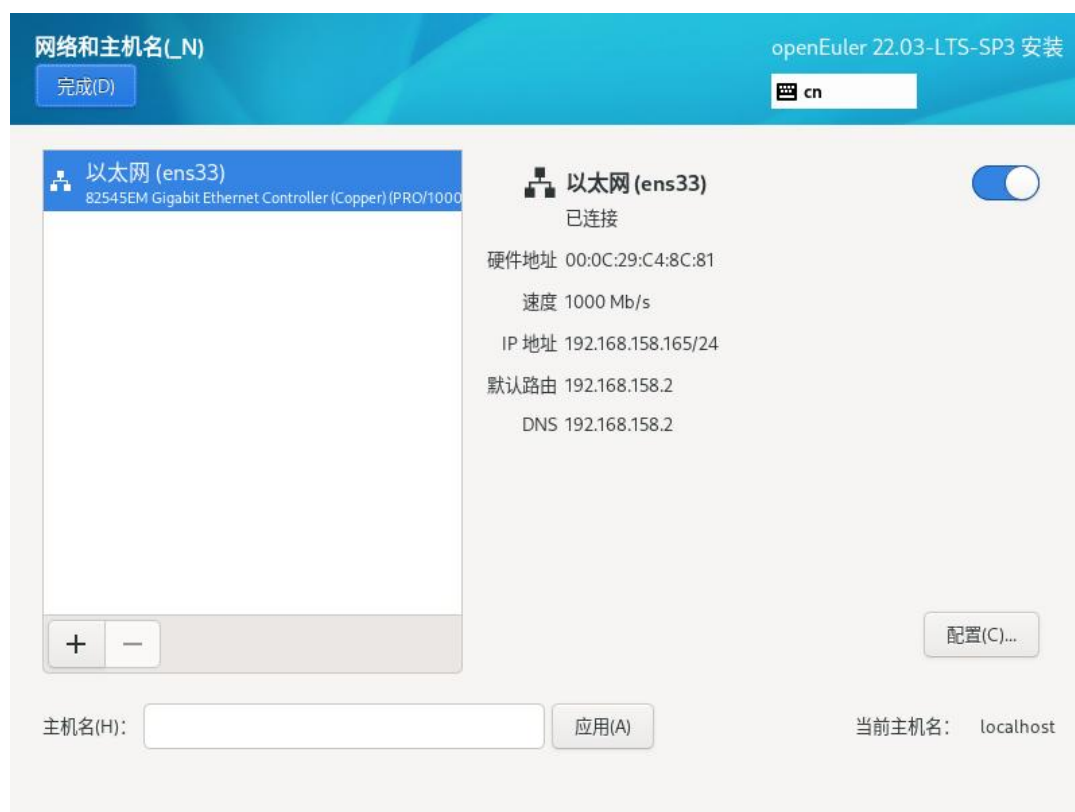 网络和主机名(_N)
完成(D)
openEuler 22.03-LTS-SP3 安装
cn
以太网 (ens33)
82545EM Gigabit Ethernet Controller (Copper) (PRO/1000
以太网 (ens33)
已连接
硬件地址 00:0C:29:C4:8C:81
速度 1000 Mb/s
IP 地址 192.168.158.165/24
默认路由 192.168.158.2
DNS 192.168.158.2
配置(C)...
主机名(H):
应用(A)
当前主机名: localhost